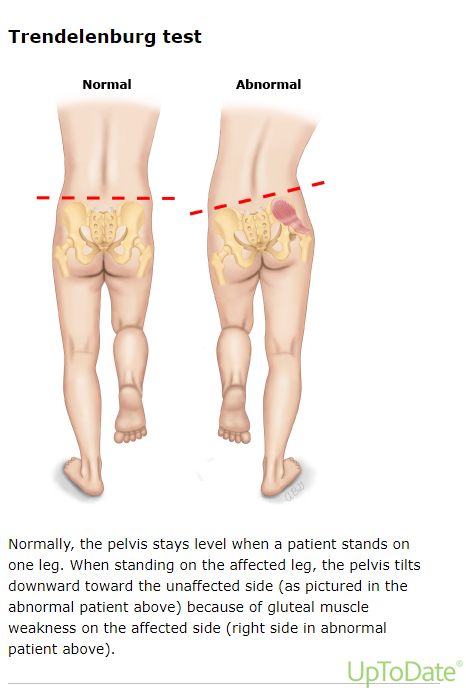 Trendelenburg test
Normal
Abnormal
Normally, the pelvis stays level when a patient stands on
one leg. When standing on the affected leg, the pelvis tilts
downward toward the unaffected side (as pictured in the
abnormal patient above) because of gluteal muscle
weakness on the affected side (right side in abnormal
patient above).
UpToDate®